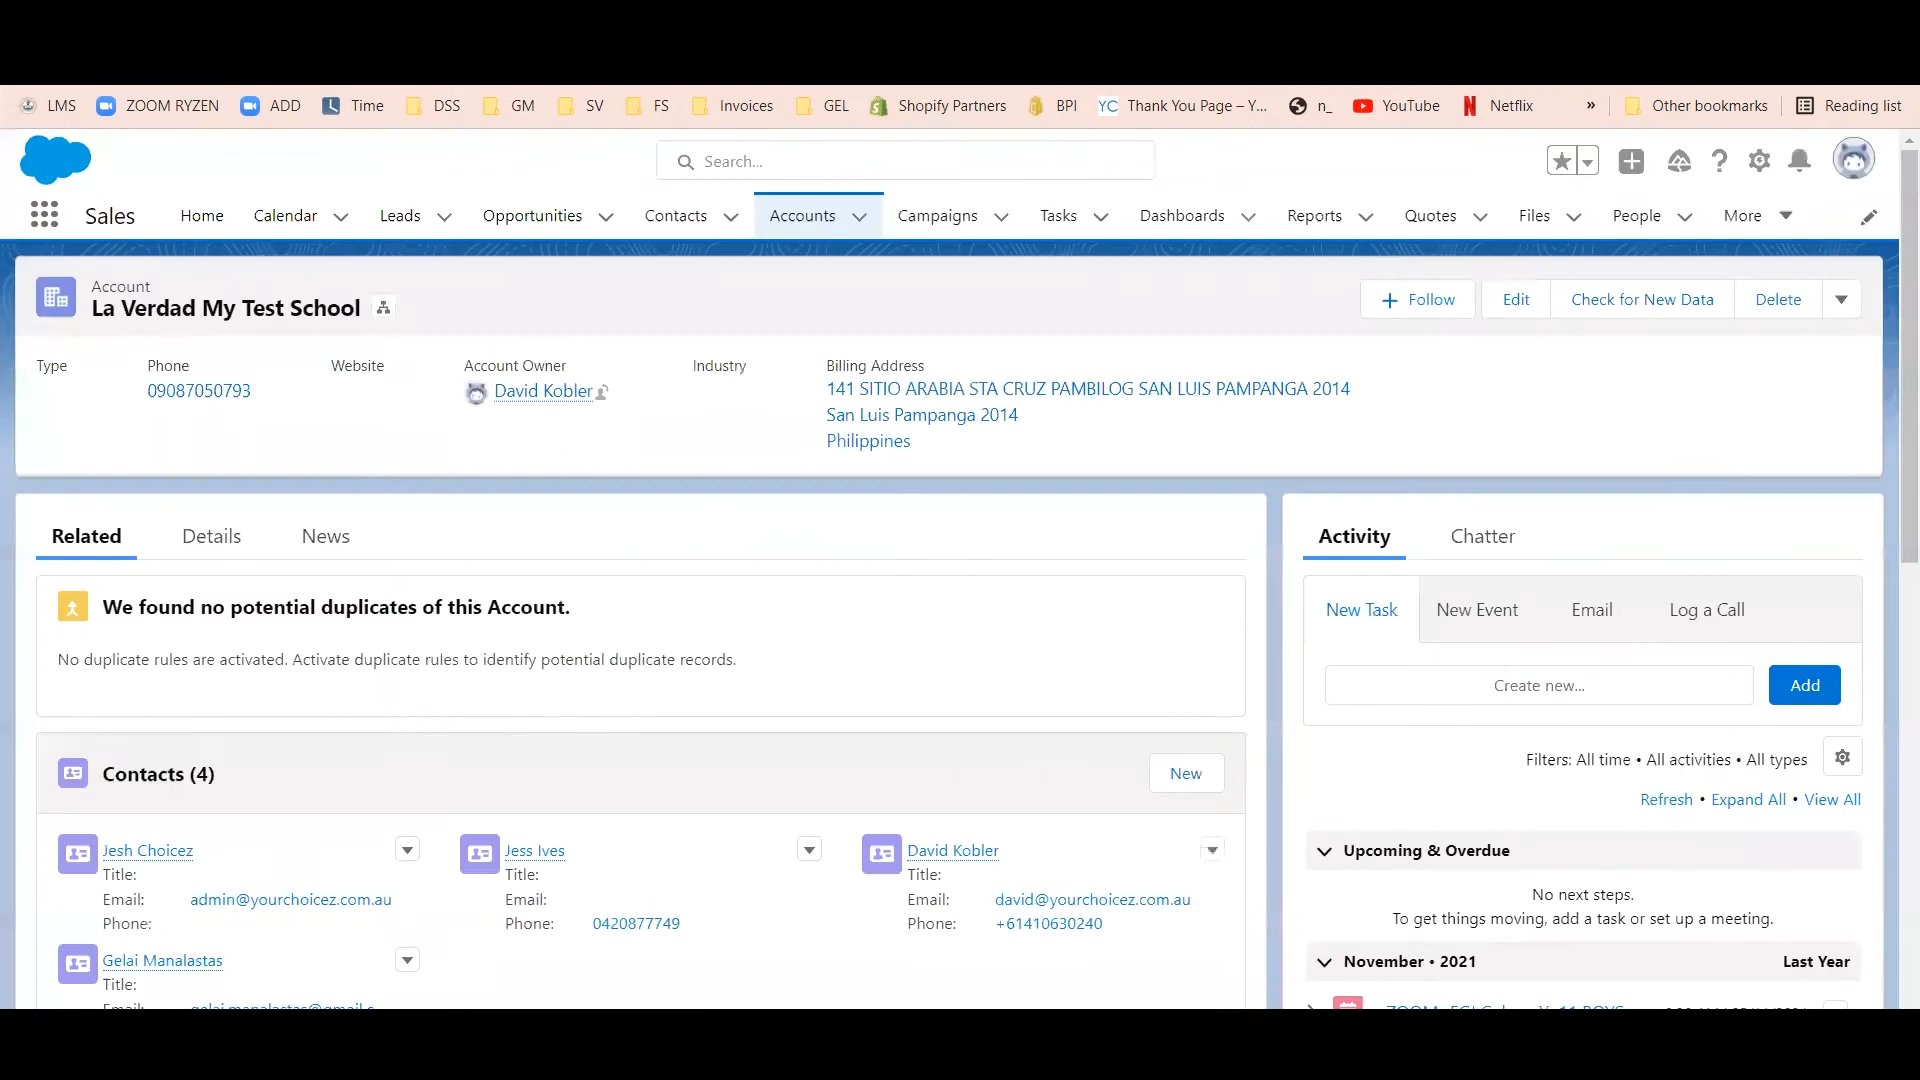 LMS ZOOM RYZEN ADD Time DSS GM SV FS Invoices GEL Shopify Partners BPI YC Thank You Page – Y... n_ YouTube Netflix » Other bookmarks Reading list
Search...
Sales Home Calendar Leads Opportunities Contacts Accounts Campaigns Tasks Dashboards Reports Quotes Files People More
Account
La Verdad My Test School
Follow Edit Check for New Data Delete
Type Phone Website Account Owner Industry Billing Address
09087050793 David Kobler 141 SITIO ARABIA STA CRUZ PAMBILOG SAN LUIS PAMPANGA 2014
San Luis Pampanga 2014
Philippines
Related Details News
We found no potential duplicates of this Account.
No duplicate rules are activated. Activate duplicate rules to identify potential duplicate records.
Contacts (4) New
Jesh Choicez Jess Ives David Kobler
Title: Title: Title:
Email: admin@yourchoicez.com.au Email: Email: david@yourchoicez.com.au
Phone: Phone: 0420877749 Phone: +61410630240
Gelai Manalastas
Title:
Email: gelai.manalastas@gmail.c
Activity Chatter
New Task New Event Email Log a Call
Create new... Add
Filters: All time • All activities • All types
Refresh • Expand All • View All
Upcoming & Overdue
No next steps.
To get things moving, add a task or set up a meeting.
November • 2021 Last Year